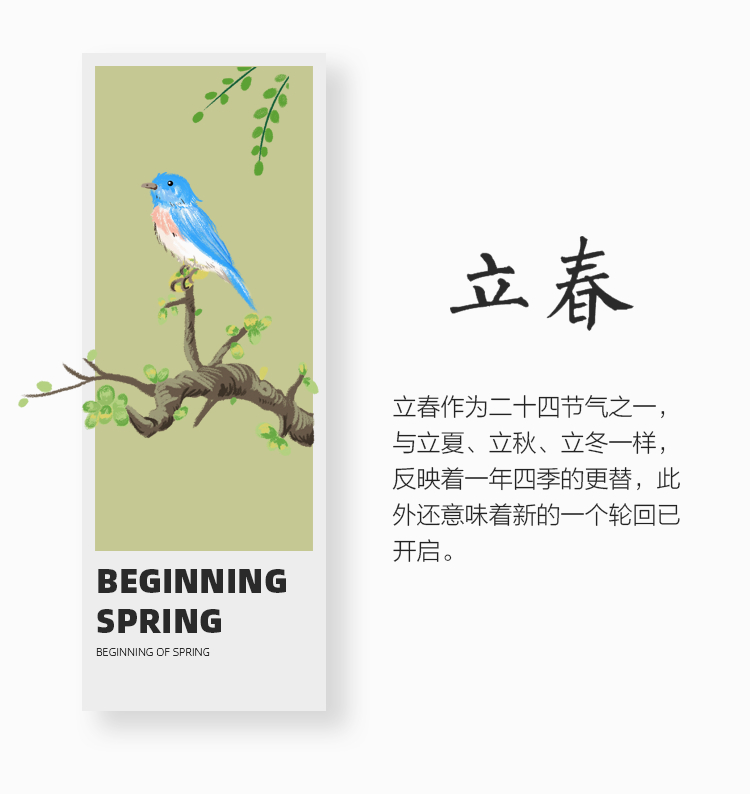 BEGINNING
SPRING
BEGINNING OF SPRING
立春
立春作为二十四节气之一，
与立夏、立秋、立冬一样，
反映着一年四季的更替，此
外还意味着新的一个轮回已
开启。